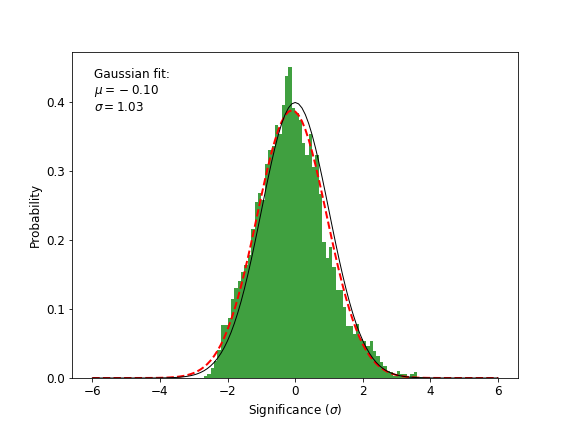 Gaussian fit:
μ = −0.10
σ = 1.03
0.4
0.3
0.2
0.1
0.0
Probability
−6 −4 −2 0 2 4 6
Significance (σ)